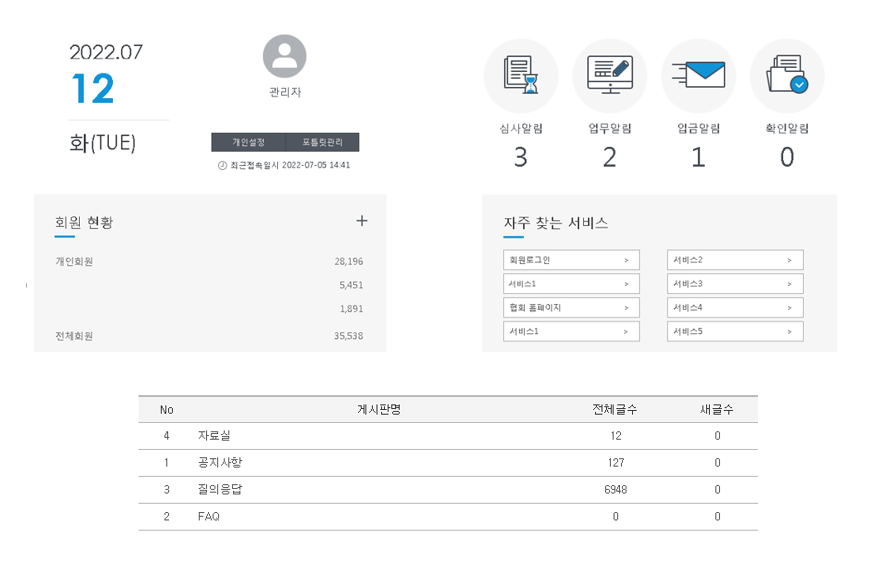 2022.07
12
화(TUE)
관리자
개인설정 포틀릿관리
최근접속일시 2022-07-05 14:41
심사알림 업무알림 입금알림 확인알림
3 2 1 0
회원 현황 +
개인회원 28,196
5,451
1,891
전체회원 35,538
자주 찾는 서비스
회원로그인 > 서비스2 >
서비스1 > 서비스3 >
협회 홈페이지 > 서비스4 >
서비스1 > 서비스5 >
No 게시판명 전체글수 새글수
4 자료실 12 0
1 공지사항 127 0
3 질의응답 6948 0
2 FAQ 0 0